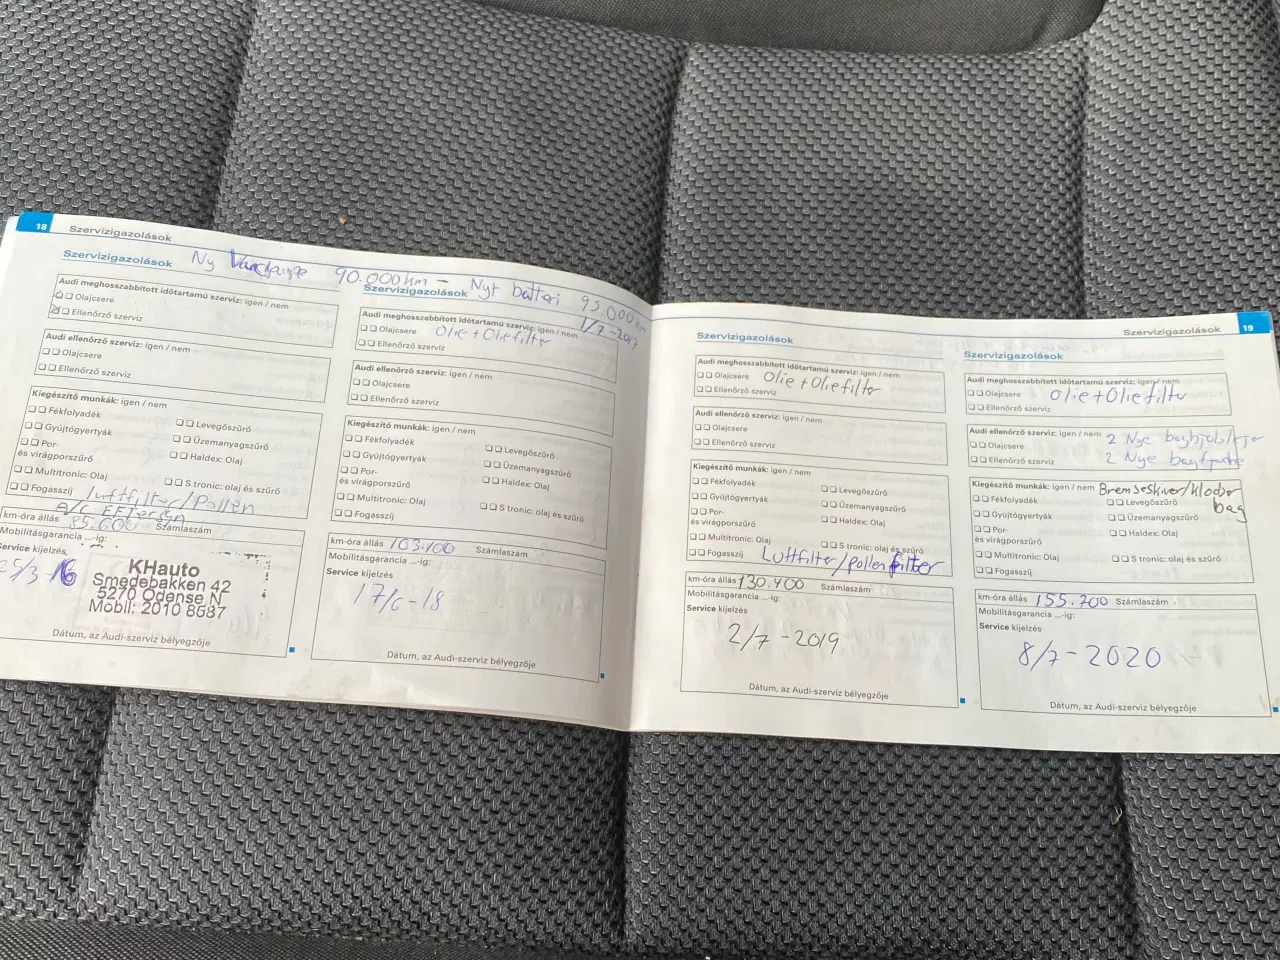 18 Szervizigazolások
Szervizigazolások Ny Vandpumpe 90.000 km - Nyt batteri 95.000 km
1/7-2017
Audi meghosszabbított időtartamú szerviz: igen / nem
Olajcsere
Ellenőrző szerviz
Audi ellenőrző szerviz: igen / nem
Olajcsere
Ellenőrző szerviz
Kiegészítő munkák: igen / nem
Fékfolyadék
Levegőszűrő
Gyújtógyertyák
Üzemanyagszűrő
Por-
és virágporszűrő
Haldex: Olaj
Multitronic: Olaj
S tronic: olaj és szűrő
Fogasszíj Luftfilter/Pollen
A/C Eftersyn
km-óra állás 85.600 Számlaszám
Mobilitásgarancia ...-ig:
Service kijelzés
25/3 16
KHauto
Smedebakken 42
5270 Odense N
Mobil: 2010 8687
Dátum, az Audi-szerviz bélyegzője
Szervizigazolások
Audi meghosszabbított időtartamú szerviz: igen / nem
Olajcsere Olie + Oliefilter
Ellenőrző szerviz
Audi ellenőrző szerviz: igen / nem
Olajcsere
Ellenőrző szerviz
Kiegészítő munkák: igen / nem
Fékfolyadék
Levegőszűrő
Gyújtógyertyák
Üzemanyagszűrő
Por-
és virágporszűrő
Haldex: Olaj
Multitronic: Olaj
S tronic: olaj és szűrő
Fogasszíj
km-óra állás 103.100 Számlaszám
Mobilitásgarancia ...-ig:
Service kijelzés
17/6-18
Dátum, az Audi-szerviz bélyegzője
Szervizigazolások 19
Szervizigazolások
Audi meghosszabbított időtartamú szerviz: igen / nem
Olajcsere Olie + Oliefilter
Ellenőrző szerviz
Audi ellenőrző szerviz: igen / nem
Olajcsere
Ellenőrző szerviz
Kiegészítő munkák: igen / nem
Fékfolyadék
Levegőszűrő
Gyújtógyertyák
Üzemanyagszűrő
Por-
és virágporszűrő
Haldex: Olaj
Multitronic: Olaj
S tronic: olaj és szűrő
Fogasszíj Luftfilter/Pollenfilter
km-óra állás 130.400 Számlaszám
Mobilitásgarancia ...-ig:
Service kijelzés
2/7-2019
Dátum, az Audi-szerviz bélyegzője
Szervizigazolások
Audi meghosszabbított időtartamú szerviz: igen / nem
Olajcsere Olie + Oliefilter
Ellenőrző szerviz
Audi ellenőrző szerviz: igen / nem 2 Nye baghjulsleje
Olajcsere
Ellenőrző szerviz 2 Nye
Kiegészítő munkák: igen / nem Bremseskiver/klodser
bag
Fékfolyadék
Levegőszűrő
Gyújtógyertyák
Üzemanyagszűrő
Por-
és virágporszűrő
Haldex: Olaj
Multitronic: Olaj
S tronic: olaj és szűrő
Fogasszíj
km-óra állás 155.700 Számlaszám
Mobilitásgarancia ...-ig:
Service kijelzés
8/7-2020
Dátum, az Audi-szerviz bélyegzője